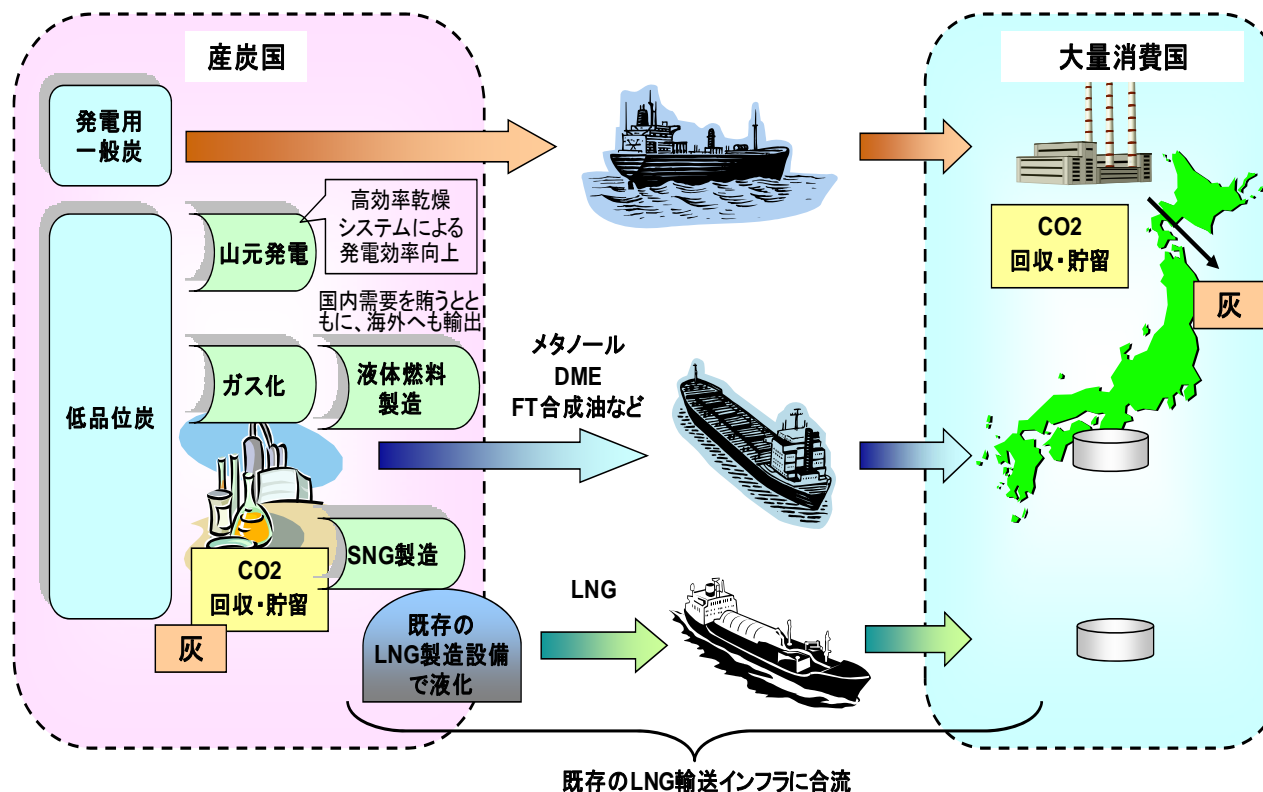 産炭国
大量消費国
発電用
一般炭
高効率乾燥
システムによる
発電効率向上
山元発電
CO2
回収・貯留
灰
国内需要を賄うとと
もに、海外へも輸出
低品位炭
ガス化
液体燃料
製造
メタノール
DME
FT合成油など
SNG製造
CO2
回収・貯留
灰
既存の
LNG製造設備
で液化
LNG
既存のLNG輸送インフラに合流